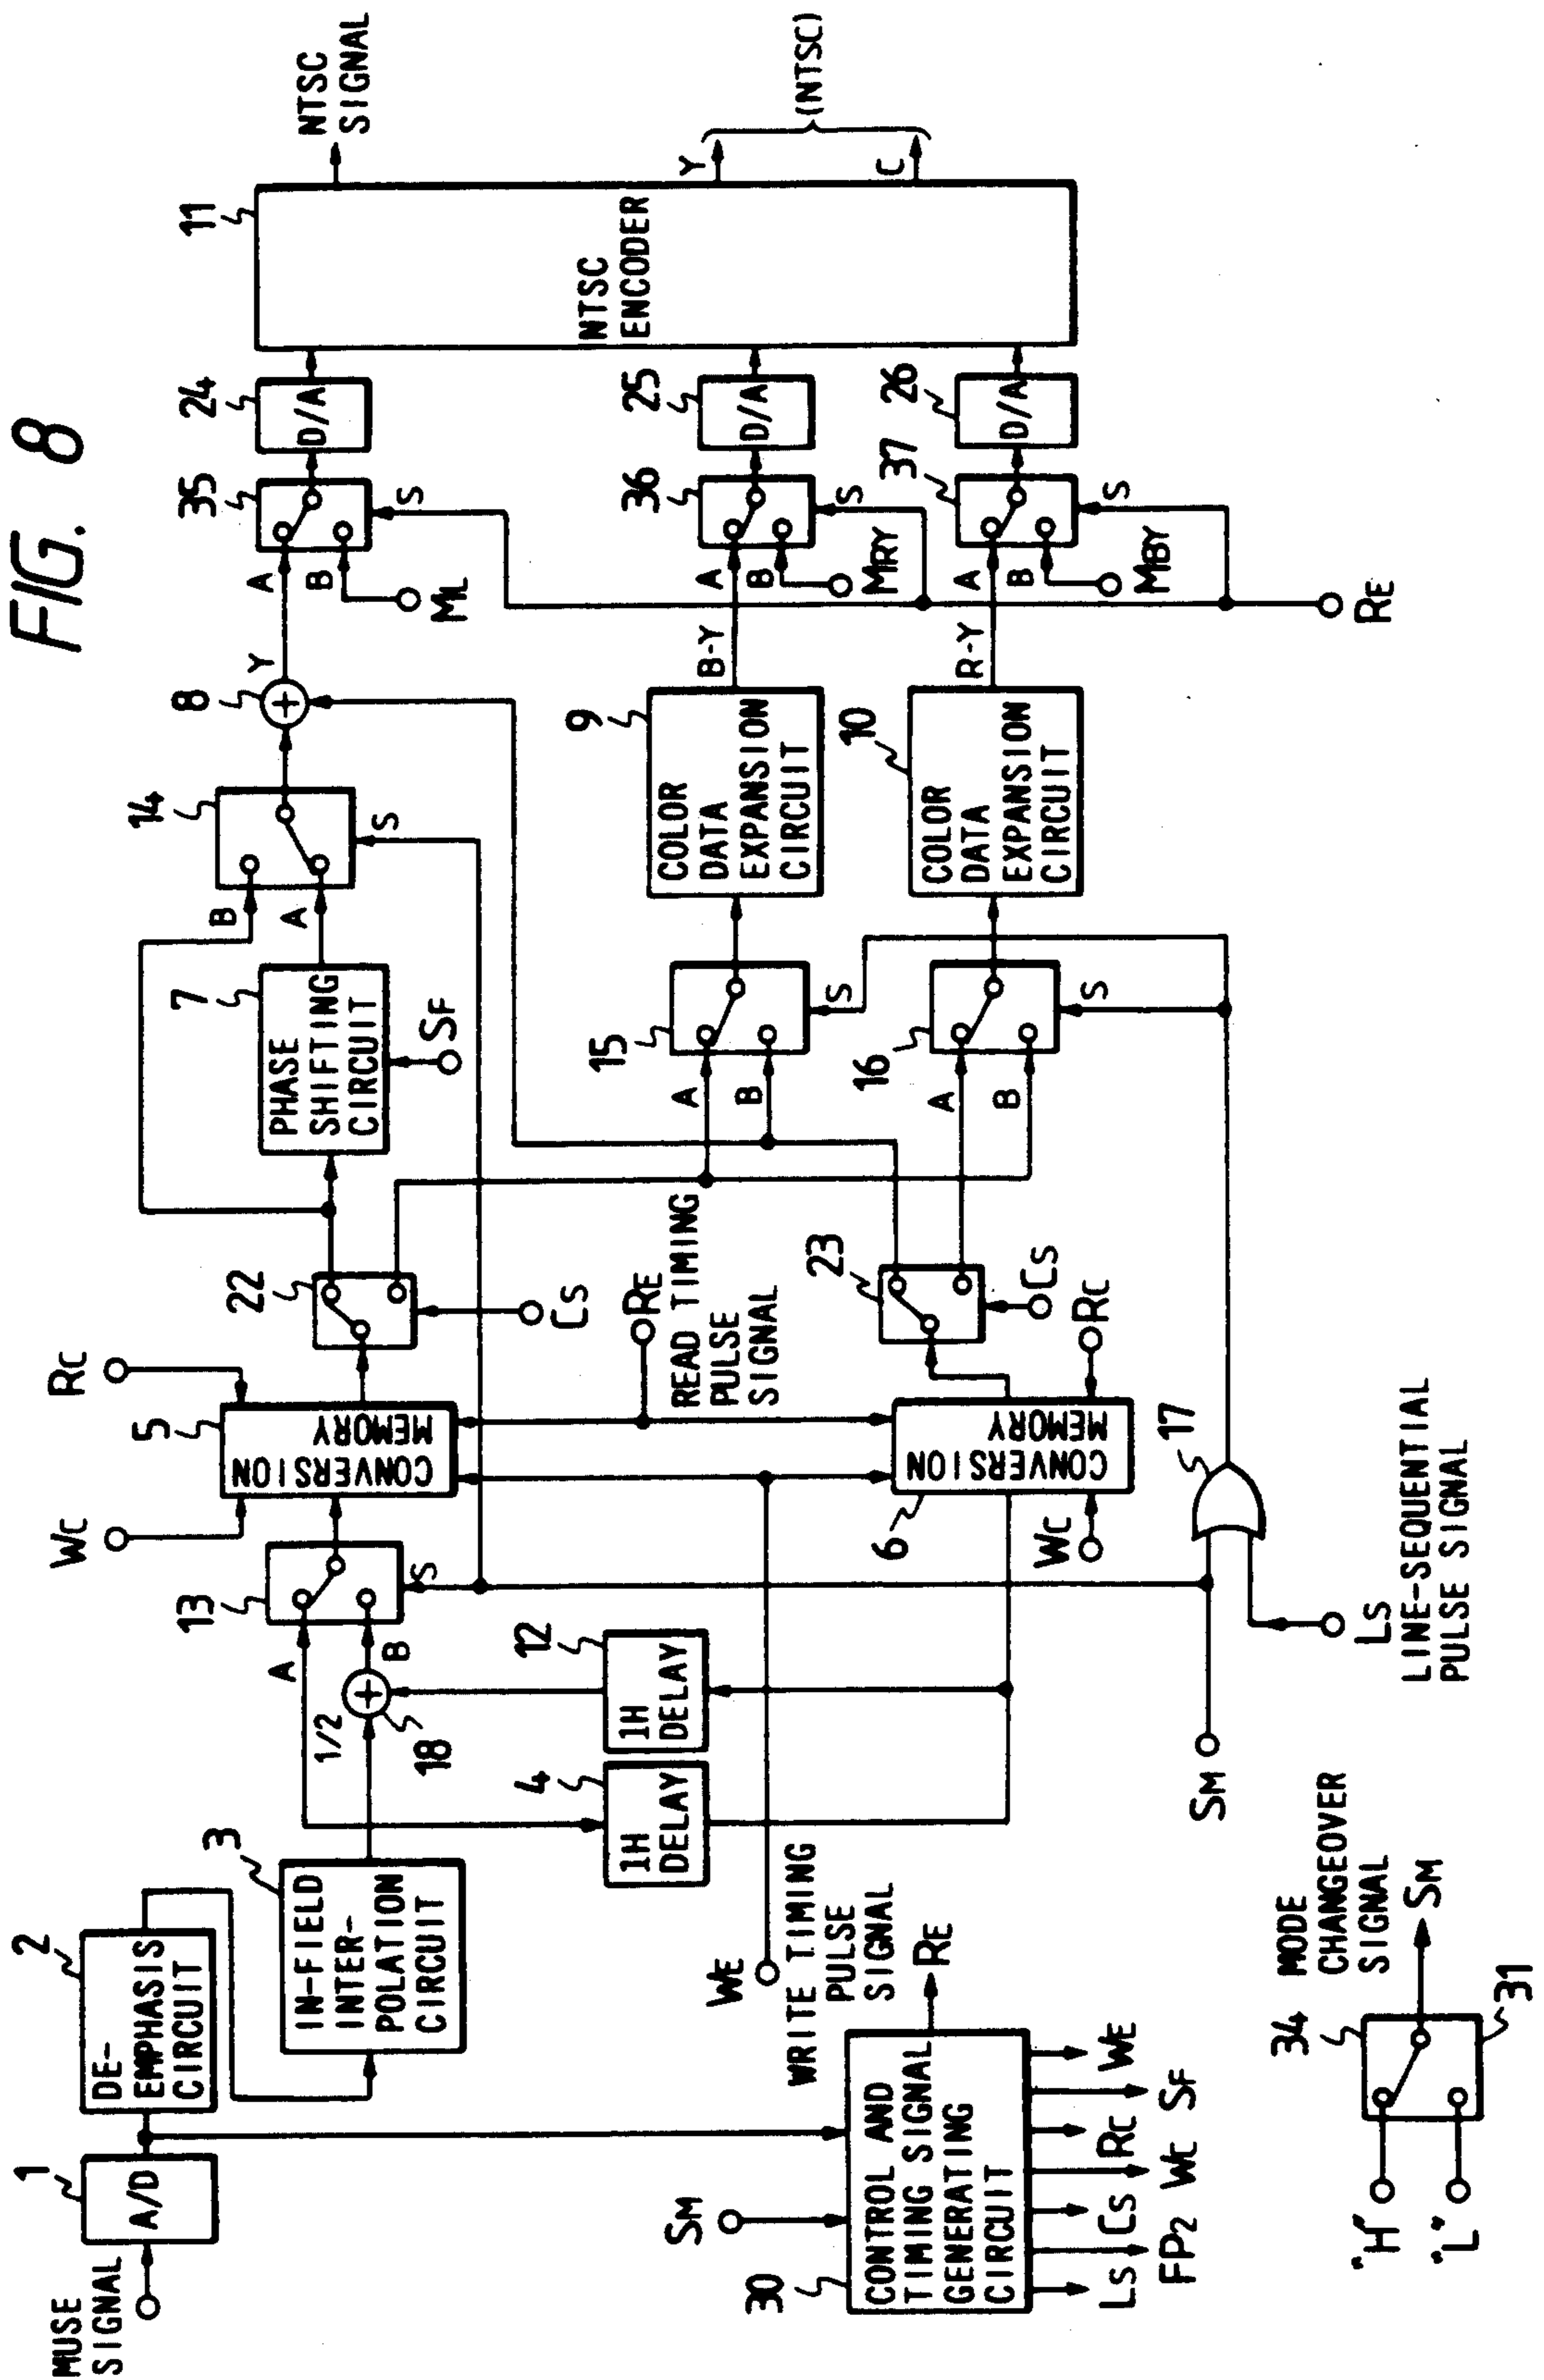 FIG. 8
MUSE
SIGNAL
1
A/D
2
DE-
EMPHASIS
CIRCUIT
3
IN-FIELD
INTER-
POLATION
CIRCUIT
A
1/2
18
B
13
S
WC
5
CONVERSION
MEMORY
RC
22
CS
7
PHASE
SHIFTING
CIRCUIT
SF
B
A
14
S
8
Y
A
B
ML
35
S
24
D/A
11
NTSC
ENCODER
NTSC
SIGNAL
Y
C
(NTSC)
4
1H
DELAY
12
1H
DELAY
WE
WRITE TIMING
PULSE
SIGNAL
RE
READ TIMING
PULSE
SIGNAL
6
CONVERSION
MEMORY
WC
RC
23
CS
A
B
15
S
9
COLOR
DATA
EXPANSION
CIRCUIT
B-Y
A
B
MRY
36
S
25
D/A
A
B
16
S
10
COLOR
DATA
EXPANSION
CIRCUIT
R-Y
A
B
MBY
37
S
26
D/A
RE
17
SM
LS
LINE-SEQUENTIAL
PULSE SIGNAL
SM
30
CONTROL AND
TIMING SIGNAL
GENERATING
CIRCUIT
RE
LS
FP2
CS
WC
RC
SF
WE
"H"
"L"
34
31
MODE
CHANGEOVER
SIGNAL
SM